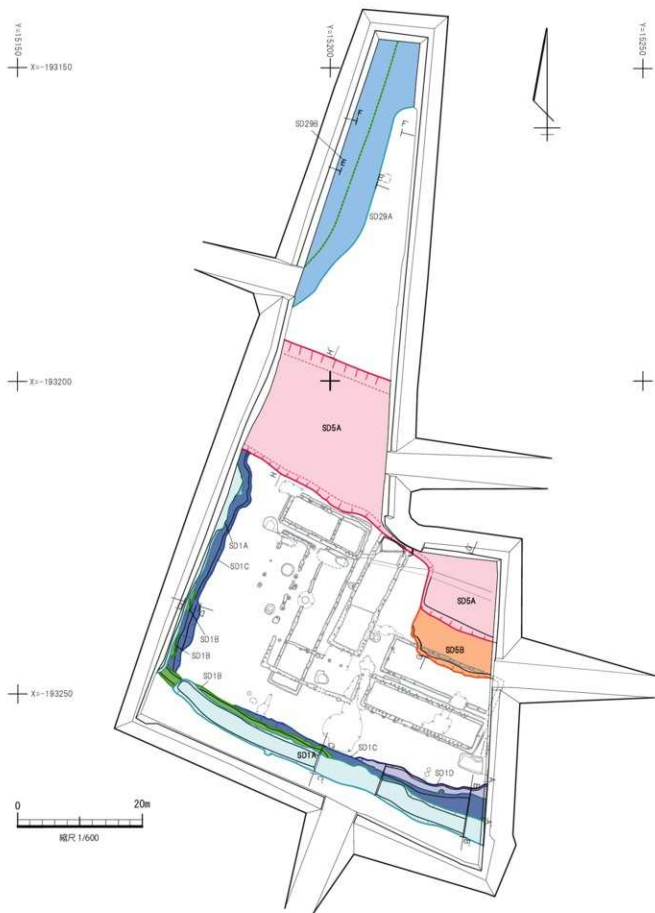 Y=15150
Y=15200
Y=15250
X=-193150
SD29B
F
F
E
E
SD29A
X=-193200
H
SD5A
H
SD1A
SD1C
SD5A
SD5B
SD1B
SD1B
SD1B
X=-193250
SD1C
SD1A
SD1D
0
20m
縮尺 1/600